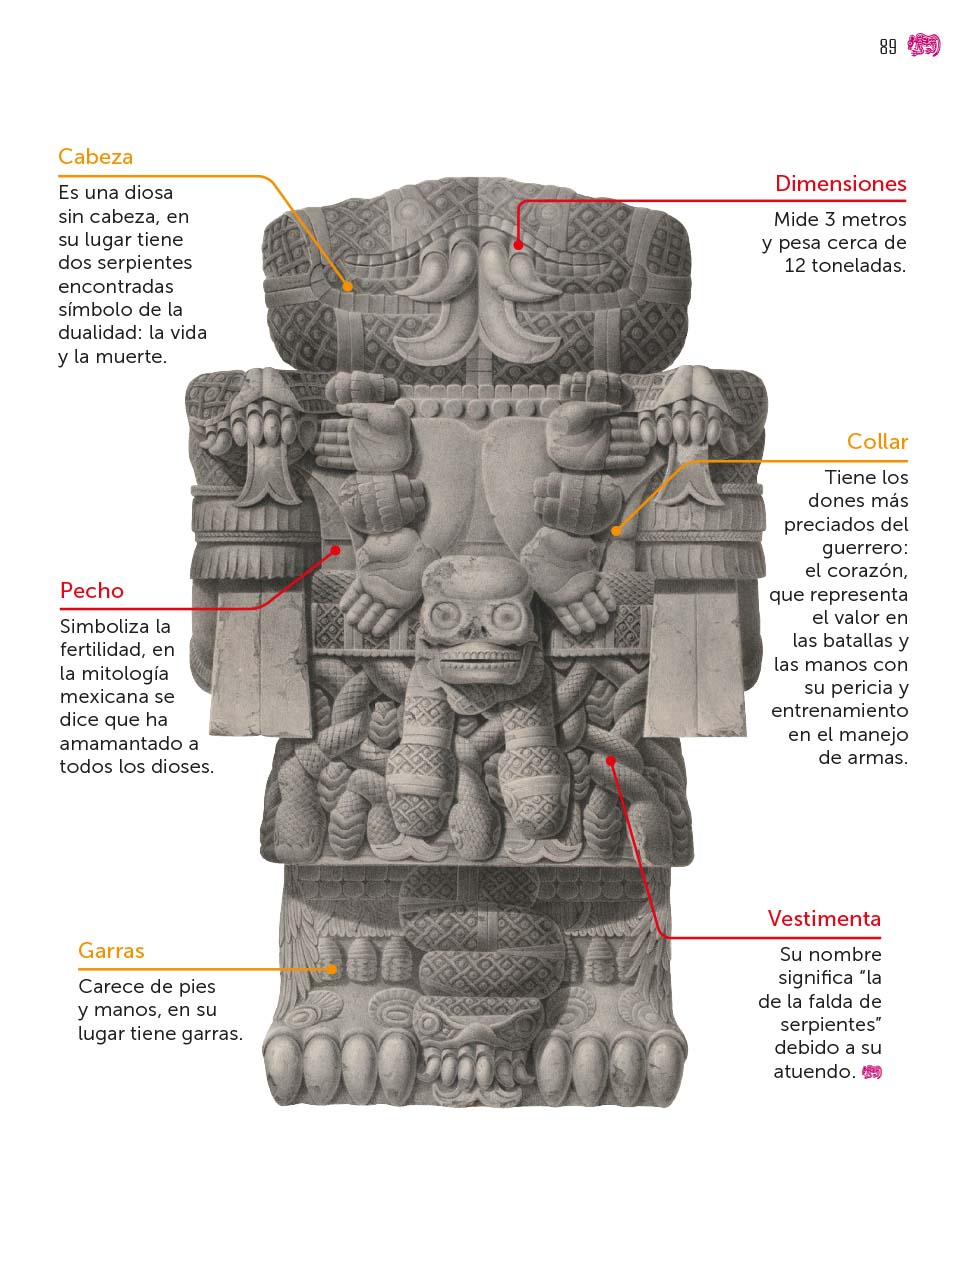 89
Cabeza
Es una diosa
sin cabeza, en
su lugar tiene
dos serpientes
encontradas
símbolo de la
dualidad: la vida
y la muerte.
Dimensiones
Mide 3 metros
y pesa cerca de
12 toneladas.
Collar
Tiene los
dones más
preciados del
guerrero:
el corazón,
que representa
el valor en
las batallas y
las manos con
su pericia y
entrenamiento
en el manejo
de armas.
Pecho
Simboliza la
fertilidad, en
la mitología
mexicana se
dice que ha
amamantado a
todos los dioses.
Vestimenta
Su nombre
significa “la
de la falda de
serpientes”
debido a su
atuendo.
Garras
Carece de pies
y manos, en su
lugar tiene garras.